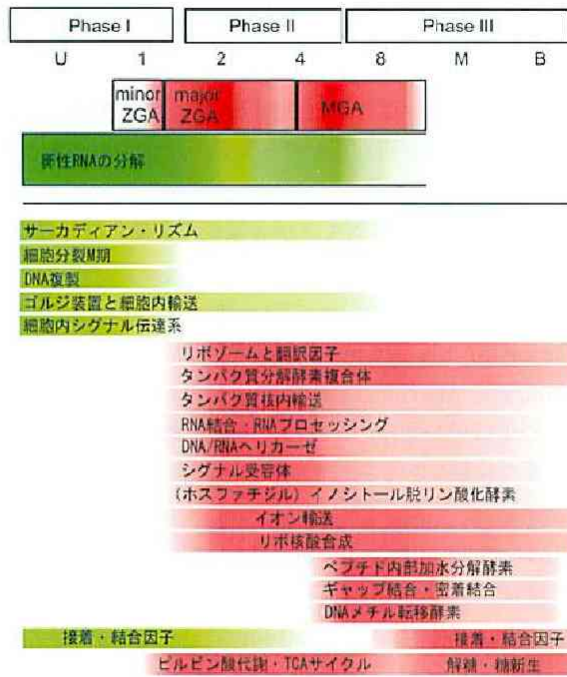 Phase I Phase II Phase III
U 1 2 4 8 M B
minor ZGA major ZGA MGA
母性RNAの分解
サーカディアン・リズム
細胞分裂M期
DNA複製
ゴルジ装置と細胞内輸送
細胞内シグナル伝達系
リボゾームと翻訳因子
タンパク質分解酵素複合体
タンパク質核内輸送
RNA結合・RNAプロセッシング
DNA/RNAヘリカーゼ
シグナル受容体
(ホスファチジル) イノシトール脱リン酸化酵素
イオン輸送
リボ核酸合成
ペプチド内部加水分解酵素
ギャップ結合・密着結合
DNAメチル転移酵素
接着・結合因子 接着・結合因子
ピルビン酸代謝・TCAサイクル 解糖・糖新生